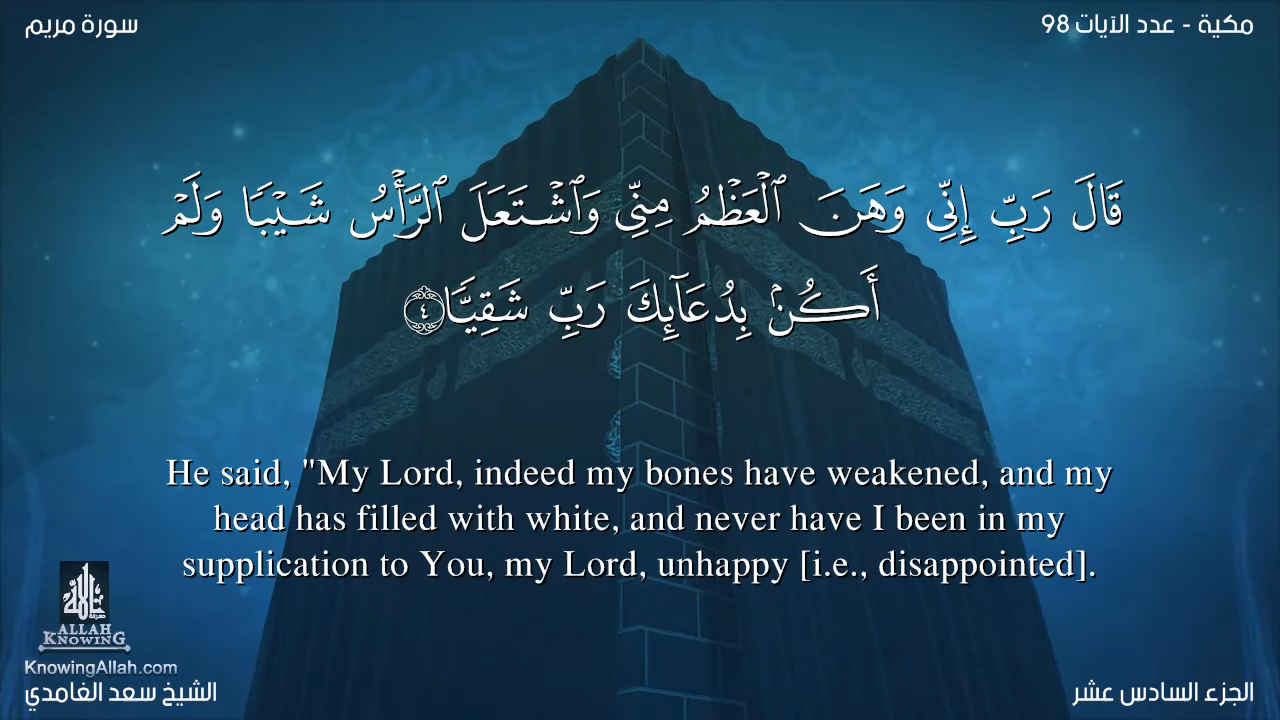 سورة مريم
مكية - عدد الآيات 98
قَالَ رَبِّ إِنِّي وَهَنَ ٱلْعَظْمُ مِنِّي وَٱشْتَعَلَ ٱلرَّأْسُ شَيْبًا وَلَمْ
أَكُنۢ بِدُعَآئِكَ رَبِّ شَقِيًّا ٤
He said, "My Lord, indeed my bones have weakened, and my
head has filled with white, and never have I been in my
supplication to You, my Lord, unhappy [i.e., disappointed].
معرفة الله
ALLAH
KNOWING
KnowingAllah.com
الشيخ سعد الغامدي
الجزء السادس عشر